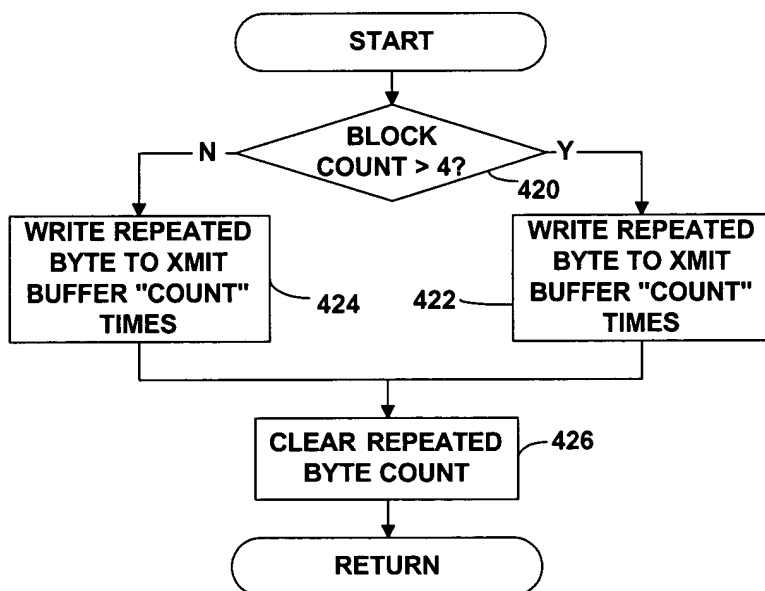 START
BLOCK
COUNT > 4?
N
Y
420
WRITE REPEATED
BYTE TO XMIT
BUFFER "COUNT"
TIMES
424
422
WRITE REPEATED
BYTE TO XMIT
BUFFER "COUNT"
TIMES
CLEAR REPEATED
BYTE COUNT
426
RETURN